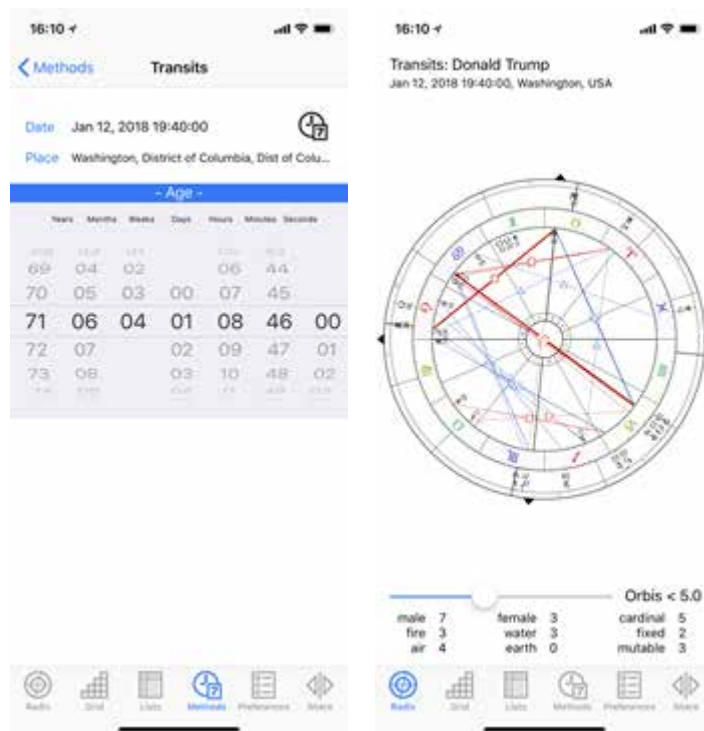 16:10
Methods Transits
Date Jan 12, 2018 19:40:00
Place Washington, District of Columbia, Dist of Colu...
- Age -
Years Months Weeks Days Hours Minutes Seconds
69 04 02 06 44
70 05 03 00 07 45
71 06 04 01 08 46 00
72 07 02 09 47 01
73 08 03 10 48 02
Radix Grid Lists Methods Preferences Share
16:10
Transits: Donald Trump
Jan 12, 2018 19:40:00, Washington, USA
Orbis < 5.0
male 7 female 3 cardinal 5
fire 3 water 3 fixed 2
air 4 earth 0 mutable 3
Radix Grid Lists Methods Preferences Share